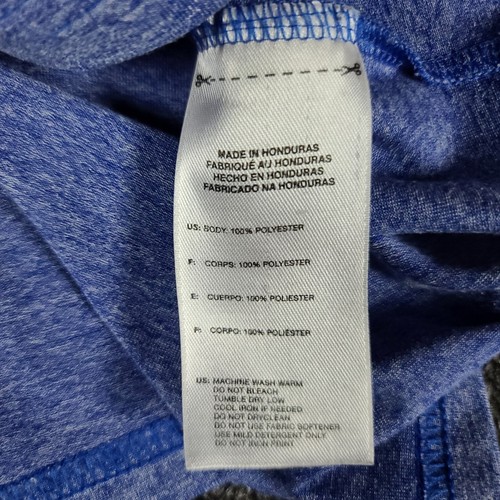 MADE IN HONDURAS
FABRIQUÉ AU HONDURAS
HECHO EN HONDURAS
FABRICADO NA HONDURAS
US: BODY: 100% POLYESTER
F: CORPS: 100% POLYESTER
E: CUERPO: 100% POLIESTER
P: CORPO: 100% POLIÉSTER
US: MACHINE WASH WARM
DO NOT BLEACH
TUMBLE DRY LOW
COOL IRON IF NEEDED
DO NOT DRYCLEAN
DO NOT USE FABRIC SOFTENER
USE MILD DETERGENT ONLY
DO NOT IRON PRINT